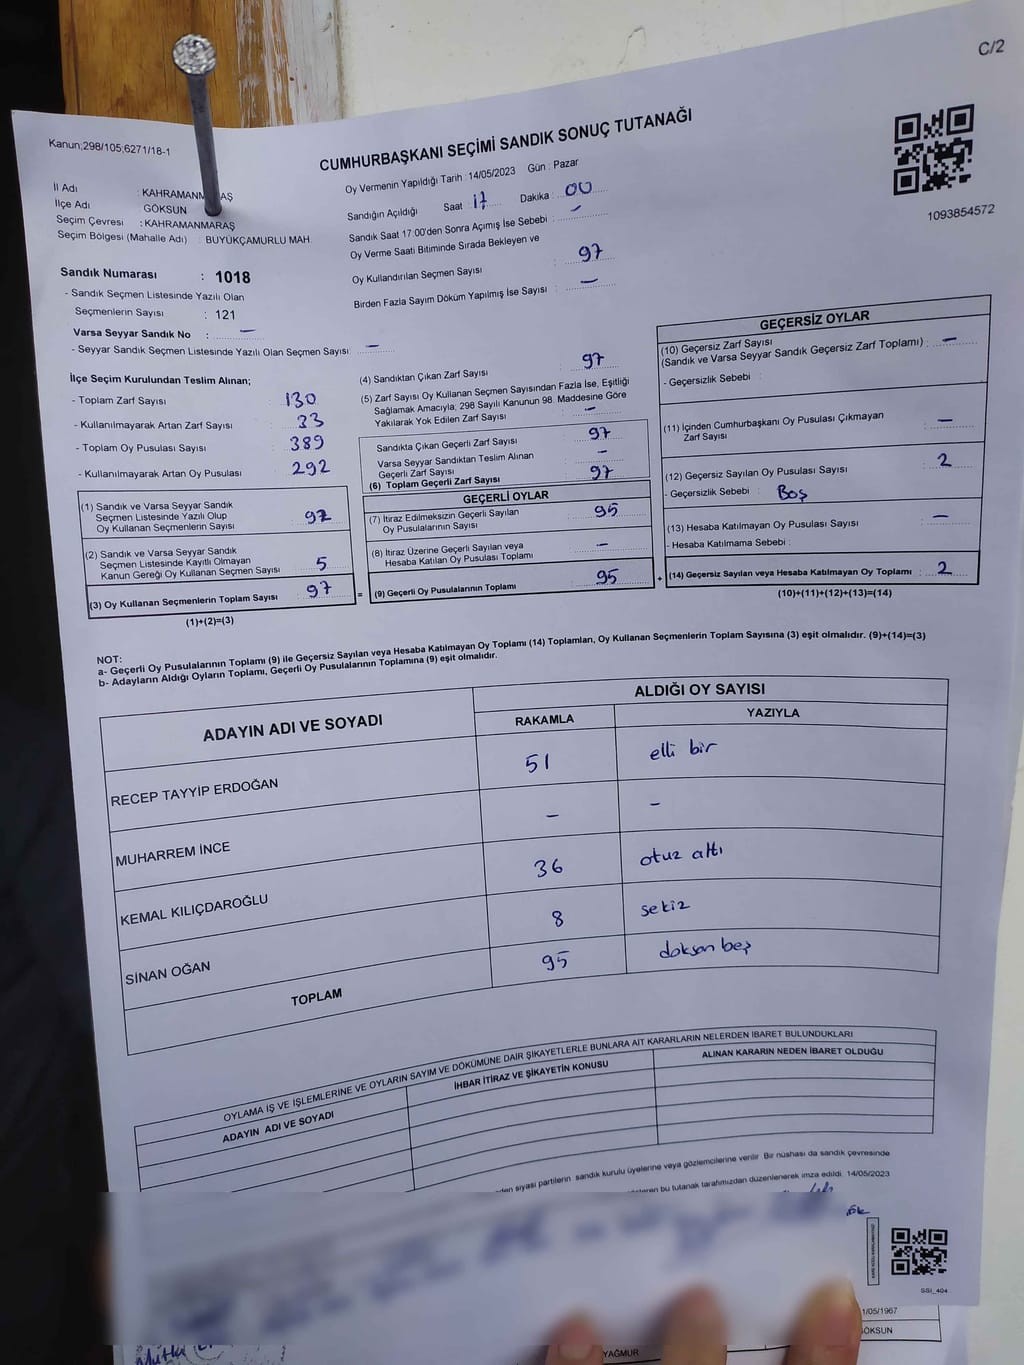 C/2
Kanun;298/105;6271/18-1
CUMHURBAŞKANI SEÇİMİ SANDIK SONUÇ TUTANAĞI
1093854572
İl Adı : KAHRAMANMARAŞ
İlçe Adı GÖKSUN
Seçim Çevresi : KAHRAMANMARAŞ
Seçim Bölgesi (Mahalle Adı) : BÜYÜKÇAMURLU MAH.
Oy Vermenin Yapıldığı Tarih : 14/05/2023 Gün : Pazar
Sandığın Açıldığı Saat 17 Dakika : 00
Sandık Saat 17:00'den Sonra Açımış İse Sebebi : -
Oy Verme Saati Bitiminde Sırada Bekleyen ve
Oy Kullandırılan Seçmen Sayısı : 97
Birden Fazla Sayım Döküm Yapılmış İse Sayısı : -
Sandık Numarası : 1018
- Sandık Seçmen Listesinde Yazılı Olan
Seçmenlerin Sayısı : 121
Varsa Seyyar Sandık No : -
- Seyyar Sandık Seçmen Listesinde Yazılı Olan Seçmen Sayısı : -
İlçe Seçim Kurulundan Teslim Alınan;
- Toplam Zarf Sayısı : 130
- Kullanılmayarak Artan Zarf Sayısı : 33
- Toplam Oy Pusulası Sayısı : 389
- Kullanılmayarak Artan Oy Pusulası : 292
(1) Sandık ve Varsa Seyyar Sandık
Seçmen Listesinde Yazılı Olup
Oy Kullanan Seçmenlerin Sayısı : 92
(2) Sandık ve Varsa Seyyar Sandık
Seçmen Listesinde Kayıtlı Olmayan
Kanun Gereği Oy Kullanan Seçmen Sayısı : 5
(3) Oy Kullanan Seçmenlerin Toplam Sayısı : 97
(1)+(2)=(3)
(4) Sandıktan Çıkan Zarf Sayısı : 97
(5) Zarf Sayısı Oy Kullanan Seçmen Sayısından Fazla İse, Eşitliği
Sağlamak Amacıyla; 298 Sayılı Kanunun 98. Maddesine Göre
Yakılarak Yok Edilen Zarf Sayısı : -
Sandıkta Çıkan Geçerli Zarf Sayısı : 97
Varsa Seyyar Sandıktan Teslim Alınan
Geçerli Zarf Sayısı : -
(6) Toplam Geçerli Zarf Sayısı : 97
GEÇERLİ OYLAR
(7) İtiraz Edilmeksizin Geçerli Sayılan
Oy Pusulalarının Sayısı : 95
(8) İtiraz Üzerine Geçerli Sayılan veya
Hesaba Katılan Oy Pusulası Toplamı : -
= (9) Geçerli Oy Pusulalarının Toplamı : 95
GEÇERSİZ OYLAR
(10) Geçersiz Zarf Sayısı
(Sandık ve Varsa Seyyar Sandık Geçersiz Zarf Toplamı) : -
- Geçersizlik Sebebi :
(11) İçinden Cumhurbaşkanı Oy Pusulası Çıkmayan
Zarf Sayısı : -
(12) Geçersiz Sayılan Oy Pusulası Sayısı : 2
- Geçersizlik Sebebi : Boş
(13) Hesaba Katılmayan Oy Pusulası Sayısı : -
- Hesaba Katılmama Sebebi :
+ (14) Geçersiz Sayılan veya Hesaba Katılmayan Oy Toplamı : 2
(10)+(11)+(12)+(13)=(14)
NOT:
a- Geçerli Oy Pusulalarının Toplamı (9) ile Geçersiz Sayılan veya Hesaba Katılmayan Oy Toplamı (14) Toplamları, Oy Kullanan Seçmenlerin Toplam Sayısına (3) eşit olmalıdır. (9)+(14)=(3)
b- Adayların Aldığı Oyların Toplamı, Geçerli Oy Pusulalarının Toplamına (9) eşit olmalıdır.
ADAYIN ADI VE SOYADI
ALDIĞI OY SAYISI
RAKAMLA YAZIYLA
RECEP TAYYİP ERDOĞAN 51 elli bir
MUHARREM İNCE - -
KEMAL KILIÇDAROĞLU 36 otuz altı
SİNAN OĞAN 8 sekiz
TOPLAM 95 doksan beş
OYLAMA İŞ VE İŞLEMLERİNE VE OYLARIN SAYIM VE DÖKÜMÜNE DAİR ŞİKAYETLERLE BUNLARA AİT KARARLARIN NELERDEN İBARET BULUNDUKLARI
ADAYIN ADI VE SOYADI
İHBAR İTİRAZ VE ŞİKAYETİN KONUSU
ALINAN KARARIN NEDEN İBARET OLDUĞU
siyasi partilerin sandık kurulu üyelerine veya gözlemcilerine verilir. Bir nüshası da sandık çevresinde
bu tutanak tarafımızdan düzenlenerek imza edildi. 14/05/2023
SSI_404
1/05/1967
GÖKSUN
YAĞMUR